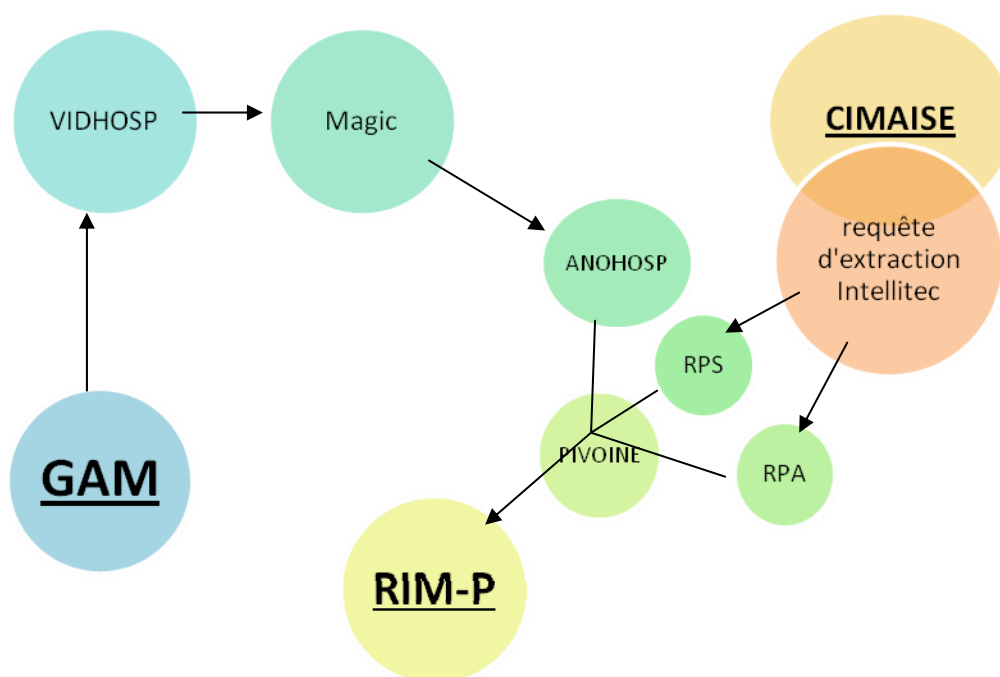 VIDHOSP
Magic
CIMAISE
requête
d'extraction
Intellitec
ANOHOSP
RPS
PIVOINE
RPA
GAM
RIM-P